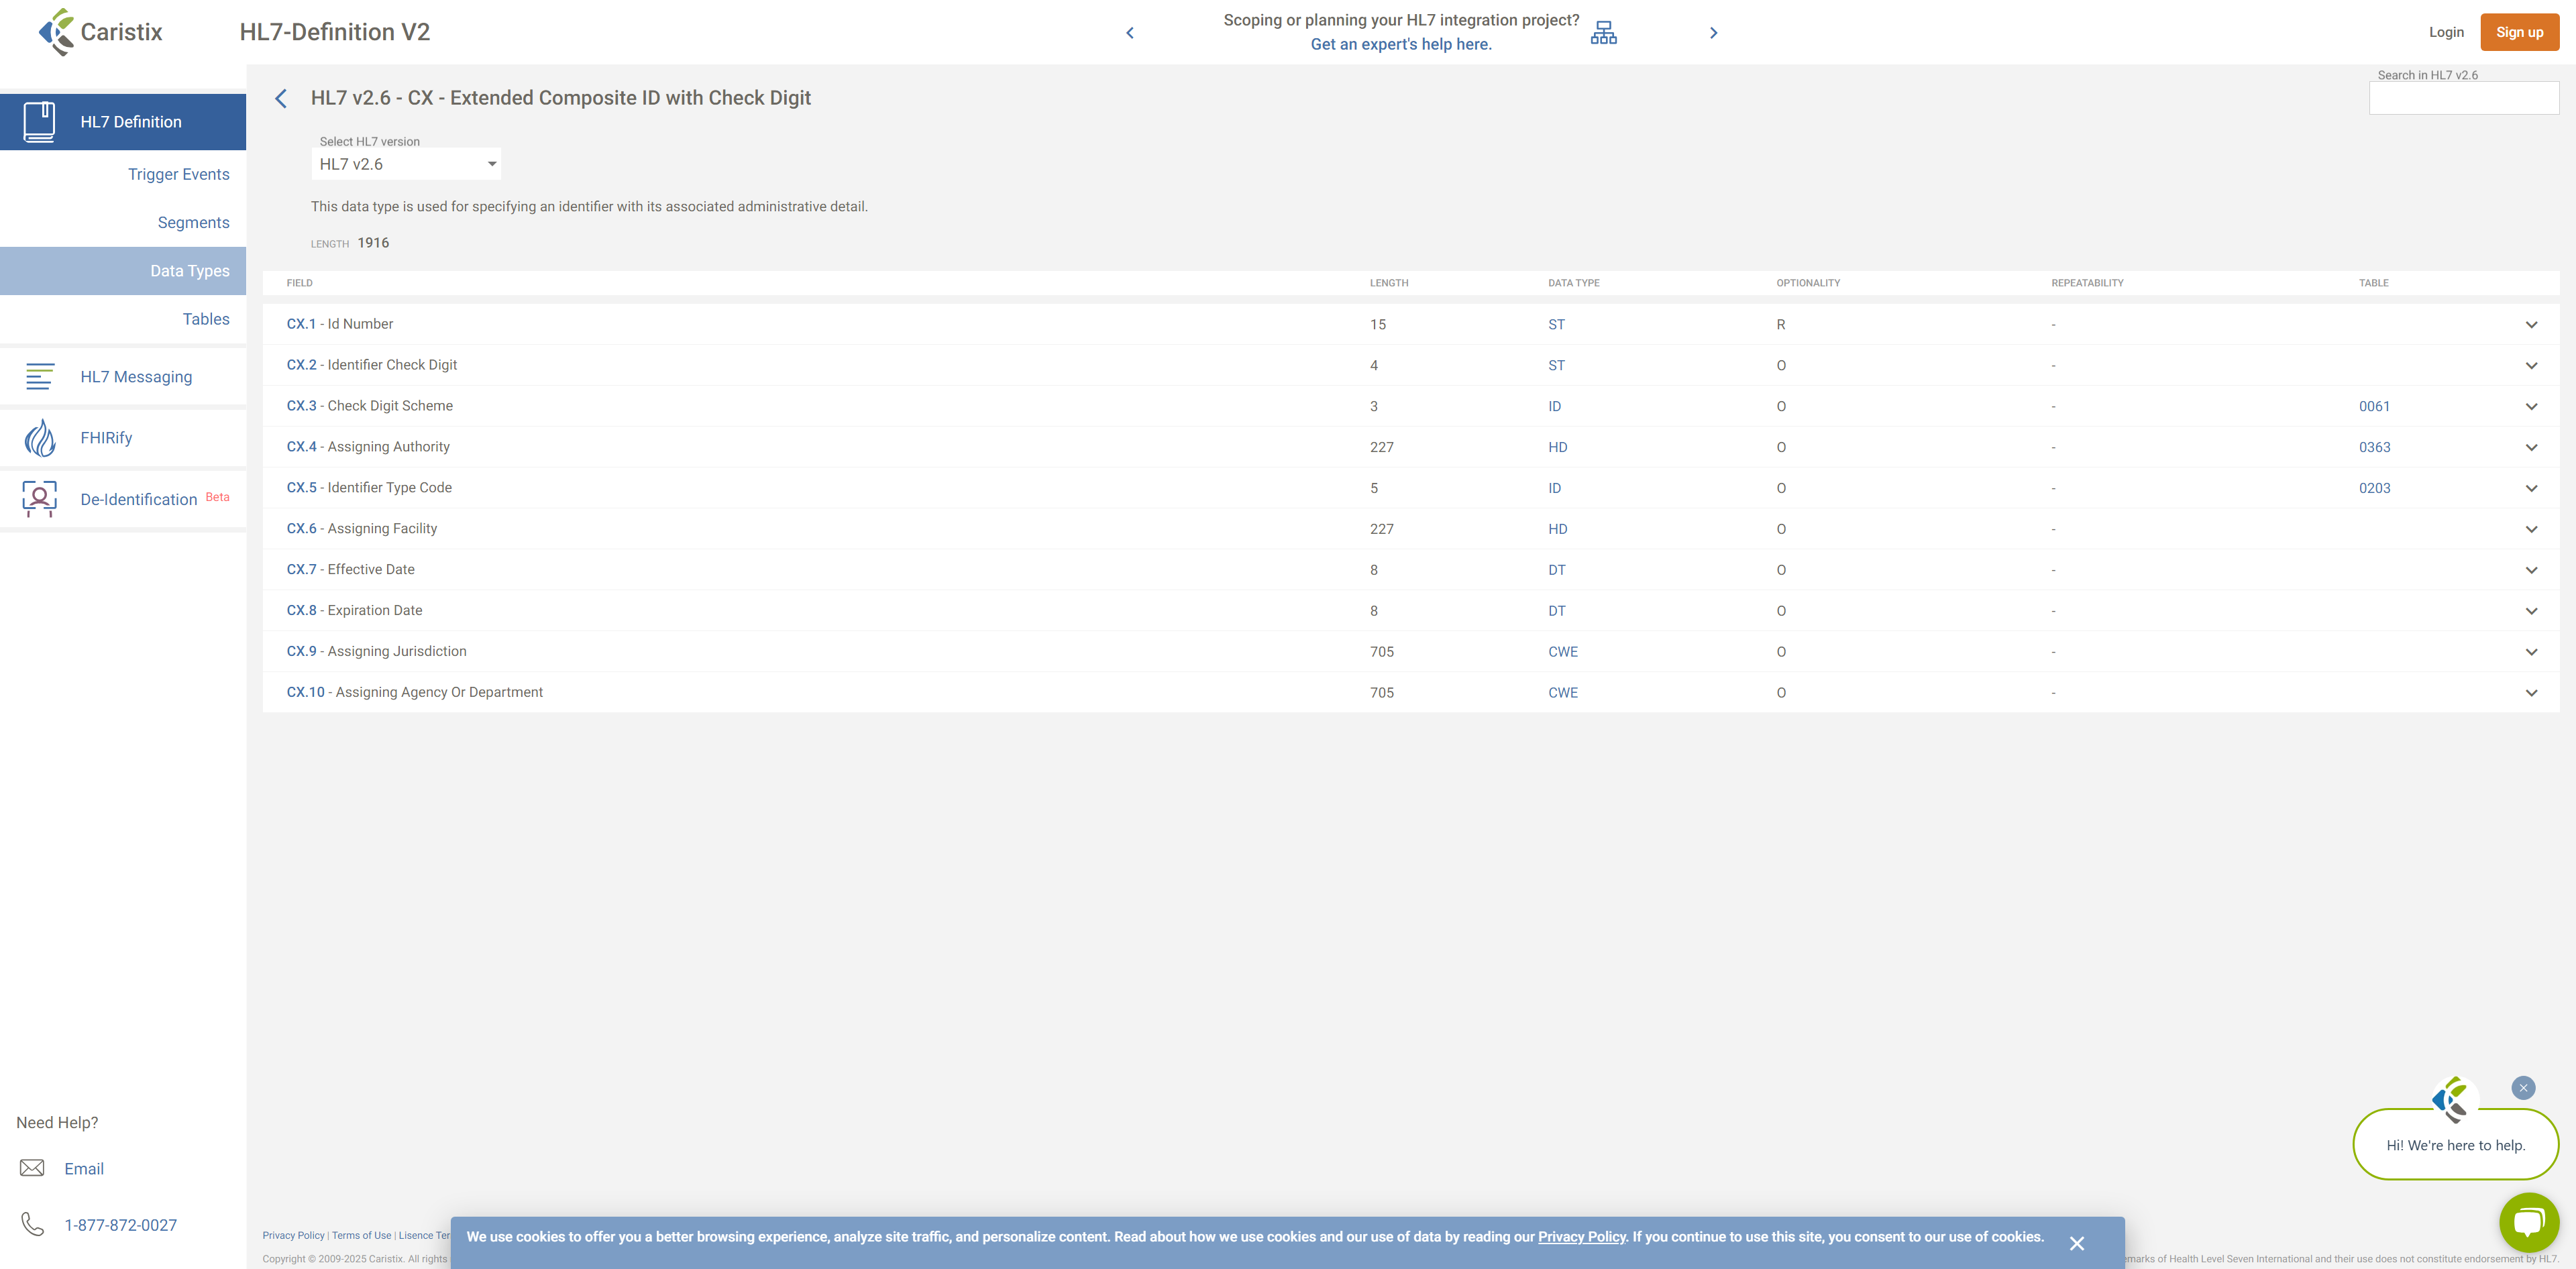 Caristix
HL7-Definition V2
Scoping or planning your HL7 integration project?
Get an expert's help here.
Login
Sign up
HL7 Definition
Trigger Events
Segments
Data Types
Tables
HL7 Messaging
FHIRify
De-Identification Beta
Need Help?
Email
1-877-872-0027
HL7 v2.6 - CX - Extended Composite ID with Check Digit
Search in HL7 v2.6
Select HL7 version
HL7 v2.6
This data type is used for specifying an identifier with its associated administrative detail.
LENGTH 1916
FIELD LENGTH DATA TYPE OPTIONALITY REPEATABILITY TABLE
CX.1 - Id Number 15 ST R -
CX.2 - Identifier Check Digit 4 ST O -
CX.3 - Check Digit Scheme 3 ID O - 0061
CX.4 - Assigning Authority 227 HD O - 0363
CX.5 - Identifier Type Code 5 ID O - 0203
CX.6 - Assigning Facility 227 HD O -
CX.7 - Effective Date 8 DT O -
CX.8 - Expiration Date 8 DT O -
CX.9 - Assigning Jurisdiction 705 CWE O -
CX.10 - Assigning Agency Or Department 705 CWE O -
Hi! We're here to help.
Privacy Policy | Terms of Use | Lisence Ter
We use cookies to offer you a better browsing experience, analyze site traffic, and personalize content. Read about how we use cookies and our use of data by reading our Privacy Policy. If you continue to use this site, you consent to our use of cookies.
Copyright © 2009-2025 Caristix. All rights
emarks of Health Level Seven International and their use does not constitute endorsement by HL7.